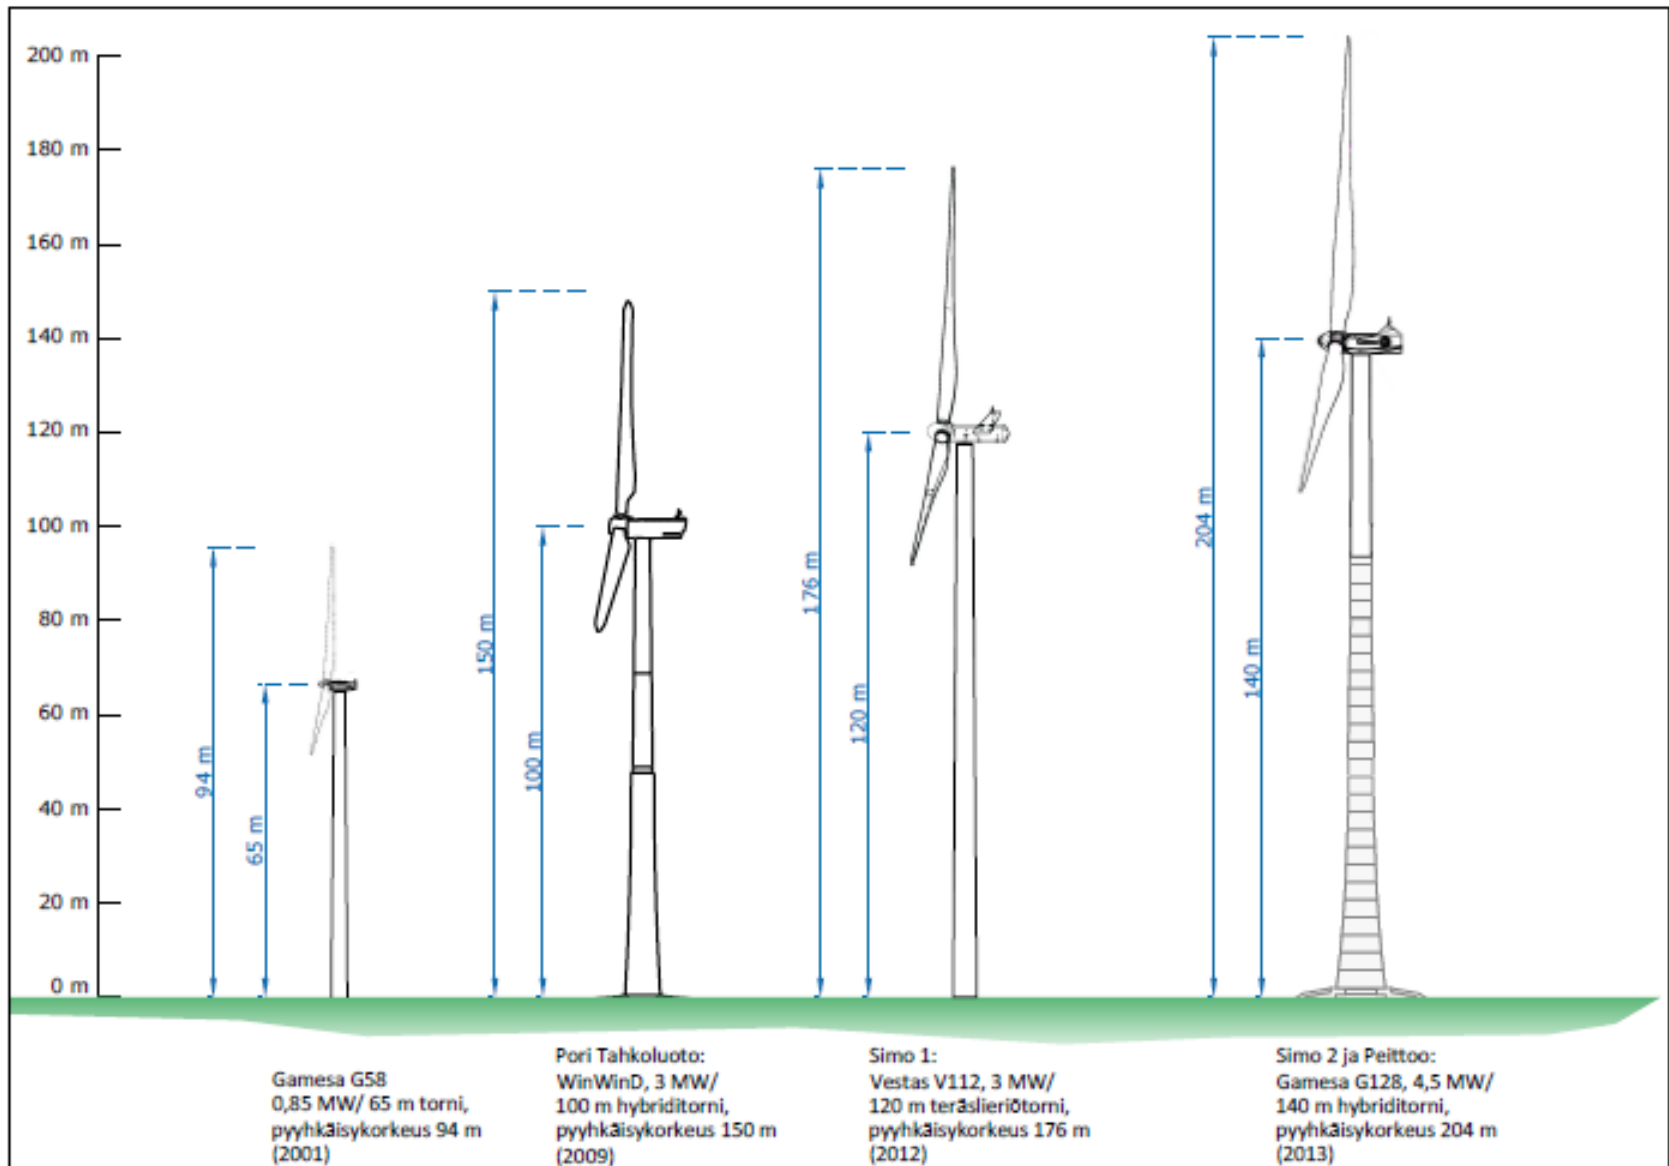 200 m
180 m
160 m
140 m
120 m
100 m
80 m
60 m
40 m
20 m
0 m
94 m
65 m
150 m
100 m
176 m
120 m
204 m
140 m
Gamesa G58
0,85 MW/ 65 m torni,
pyyhkäisykorkeus 94 m
(2001)
Pori Tahkoluoto:
WinWinD, 3 MW/
100 m hybriditorni,
pyyhkäisykorkeus 150 m
(2009)
Simo 1:
Vestas V112, 3 MW/
120 m teräslieriötorni,
pyyhkäisykorkeus 176 m
(2012)
Simo 2 ja Peittoo:
Gamesa G128, 4,5 MW/
140 m hybriditorni,
pyyhkäisykorkeus 204 m
(2013)